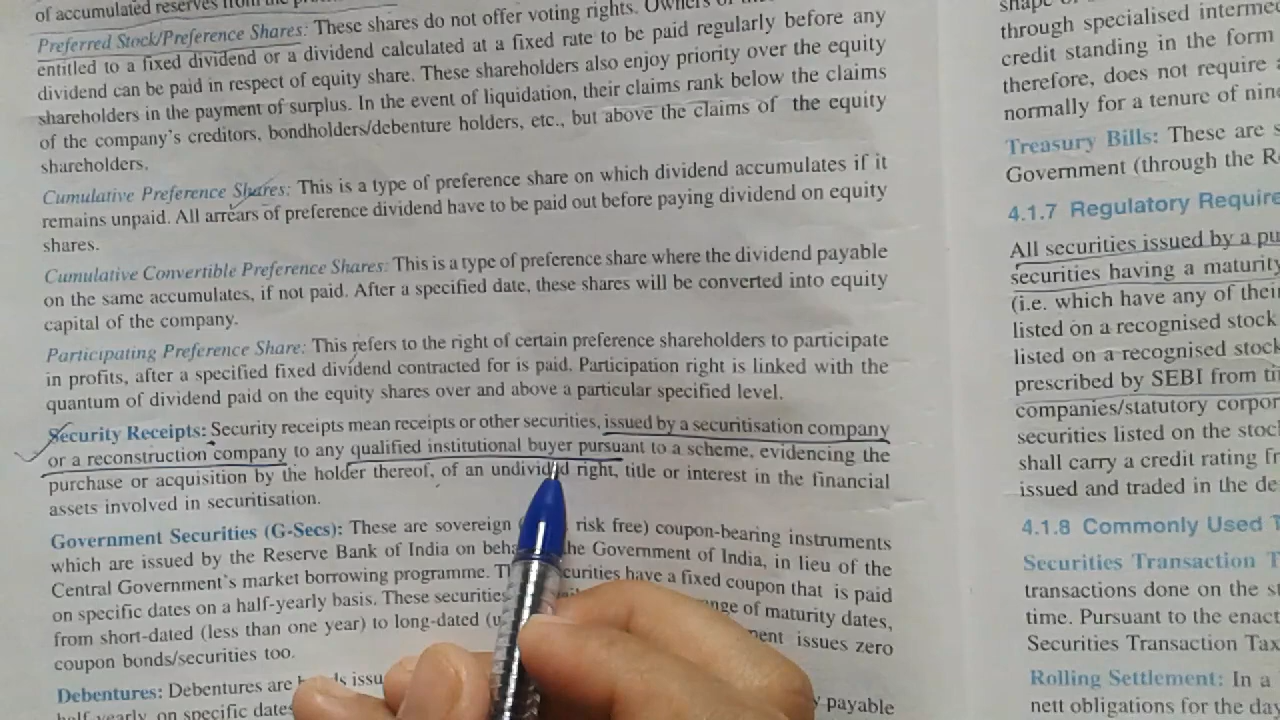 of accumulated reserves from the
Preferred Stock/Preference Shares: These shares do not offer voting rights. Owners of
entitled to a fixed dividend or a dividend calculated at a fixed rate to be paid regularly before any
dividend can be paid in respect of equity share. These shareholders also enjoy priority over the equity
shareholders in the payment of surplus. In the event of liquidation, their claims rank below the claims
of the company's creditors, bondholders/debenture holders, etc., but above the claims of the equity
shareholders.
Cumulative Preference Shares: This is a type of preference share on which dividend accumulates if it
remains unpaid. All arrears of preference dividend have to be paid out before paying dividend on equity
shares.
Cumulative Convertible Preference Shares: This is a type of preference share where the dividend payable
on the same accumulates, if not paid. After a specified date, these shares will be converted into equity
capital of the company.
Participating Preference Share: This refers to the right of certain preference shareholders to participate
in profits, after a specified fixed dividend contracted for is paid. Participation right is linked with the
quantum of dividend paid on the equity shares over and above a particular specified level.
Security Receipts: Security receipts mean receipts or other securities, issued by a securitisation company
or a reconstruction company to any qualified institutional buyer pursuant to a scheme, evidencing the
purchase or acquisition by the holder thereof, of an undivided right, title or interest in the financial
assets involved in securitisation.
Government Securities (G-Secs): These are sovereign risk free) coupon-bearing instruments
which are issued by the Reserve Bank of India on the Government of India, in lieu of the
Central Government's market borrowing programme. have a fixed coupon that is paid
on specific dates on a half-yearly basis. These securities of maturity dates,
from short-dated (less than one year) to long-dated issues zero
coupon bonds/securities too.
Debentures: Debentures are payable
half yearly on specific dates
through specialised
credit standing in the form
therefore, does not require
normally for a tenure of
Treasury Bills: These are
Government (through the
4.1.7 Regulatory
All securities issued by a
securities having a maturity
(i.e. which have any of
listed on a recognised stock
listed on a recognised stock
prescribed by SEBI from
companies/statutory
securities listed on the
shall carry a credit rating
issued and traded in the
4.1.8 Commonly Used
Securities Transaction
transactions done on the
time. Pursuant to the
Securities Transaction Tax
Rolling Settlement: In a
nett obligations for the